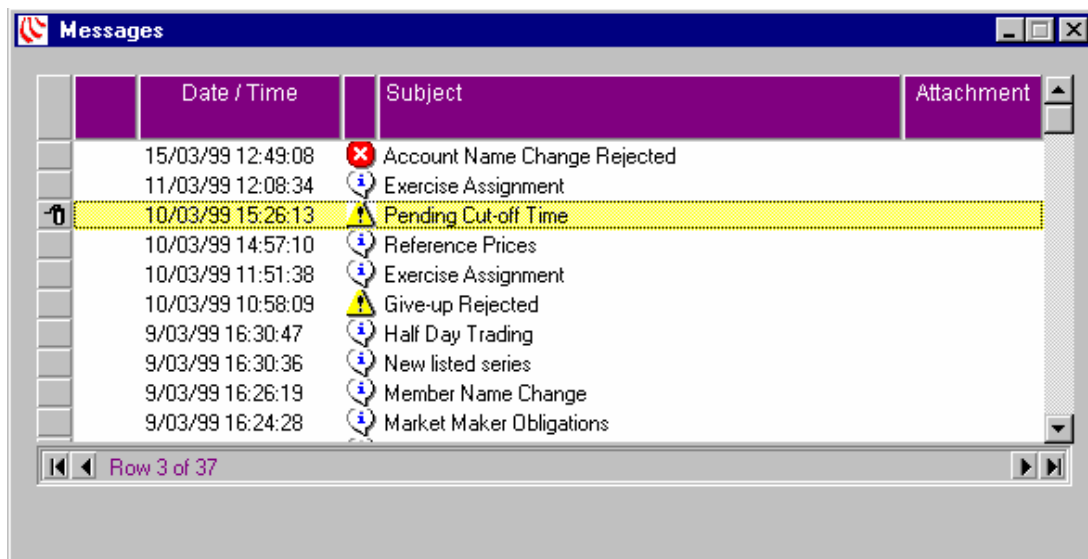 Messages
Date / Time Subject Attachment
15/03/99 12:49:08 Account Name Change Rejected
11/03/99 12:08:34 Exercise Assignment
10/03/99 15:26:13 Pending Cut-off Time
10/03/99 14:57:10 Reference Prices
10/03/99 11:51:38 Exercise Assignment
10/03/99 10:58:09 Give-up Rejected
9/03/99 16:30:47 Half Day Trading
9/03/99 16:30:36 New listed series
9/03/99 16:26:19 Member Name Change
9/03/99 16:24:28 Market Maker Obligations
Row 3 of 37